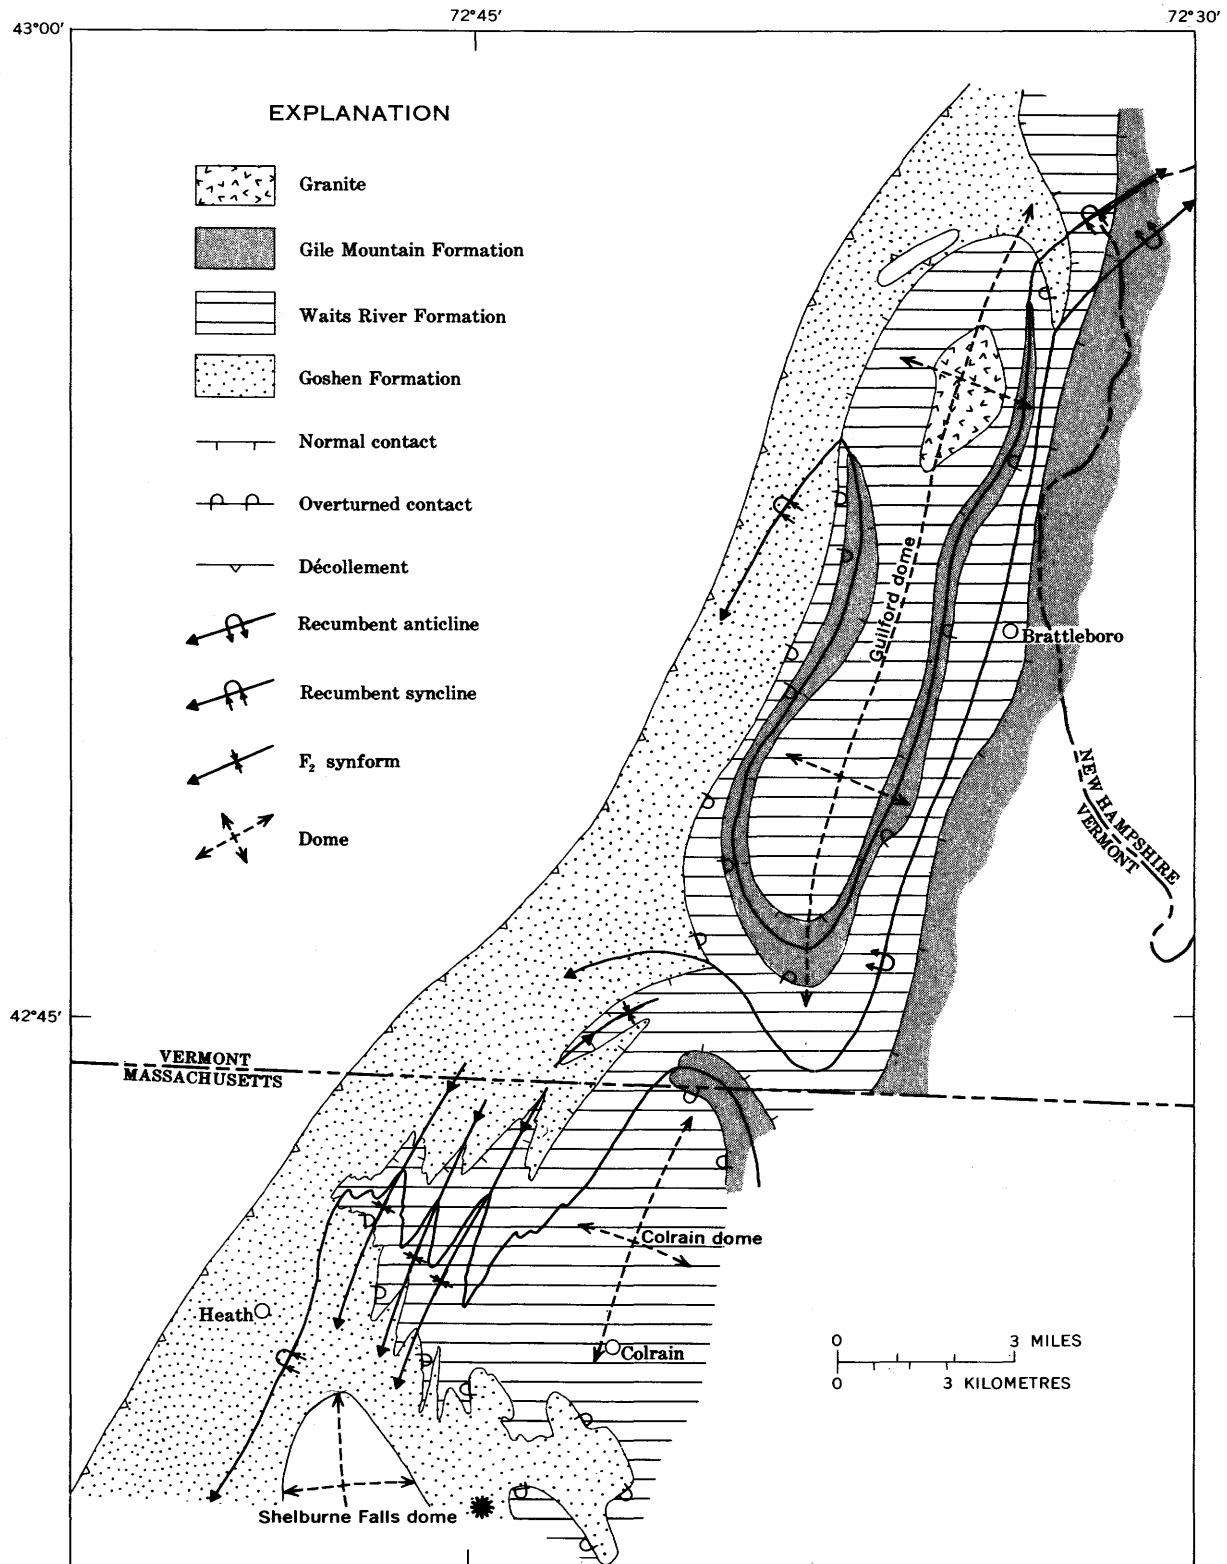 43°00′
72°45′
72°30′
EXPLANATION
Granite
Gile Mountain Formation
Waits River Formation
Goshen Formation
Normal contact
Overturned contact
Décollement
Recumbent anticline
Recumbent syncline
F₂ synform
Dome
Guilford dome
Brattleboro
NEW HAMPSHIRE
VERMONT
42°45′
VERMONT
MASSACHUSETTS
Colrain dome
Heath
Colrain
0 3 MILES
0 3 KILOMETRES
Shelburne Falls dome